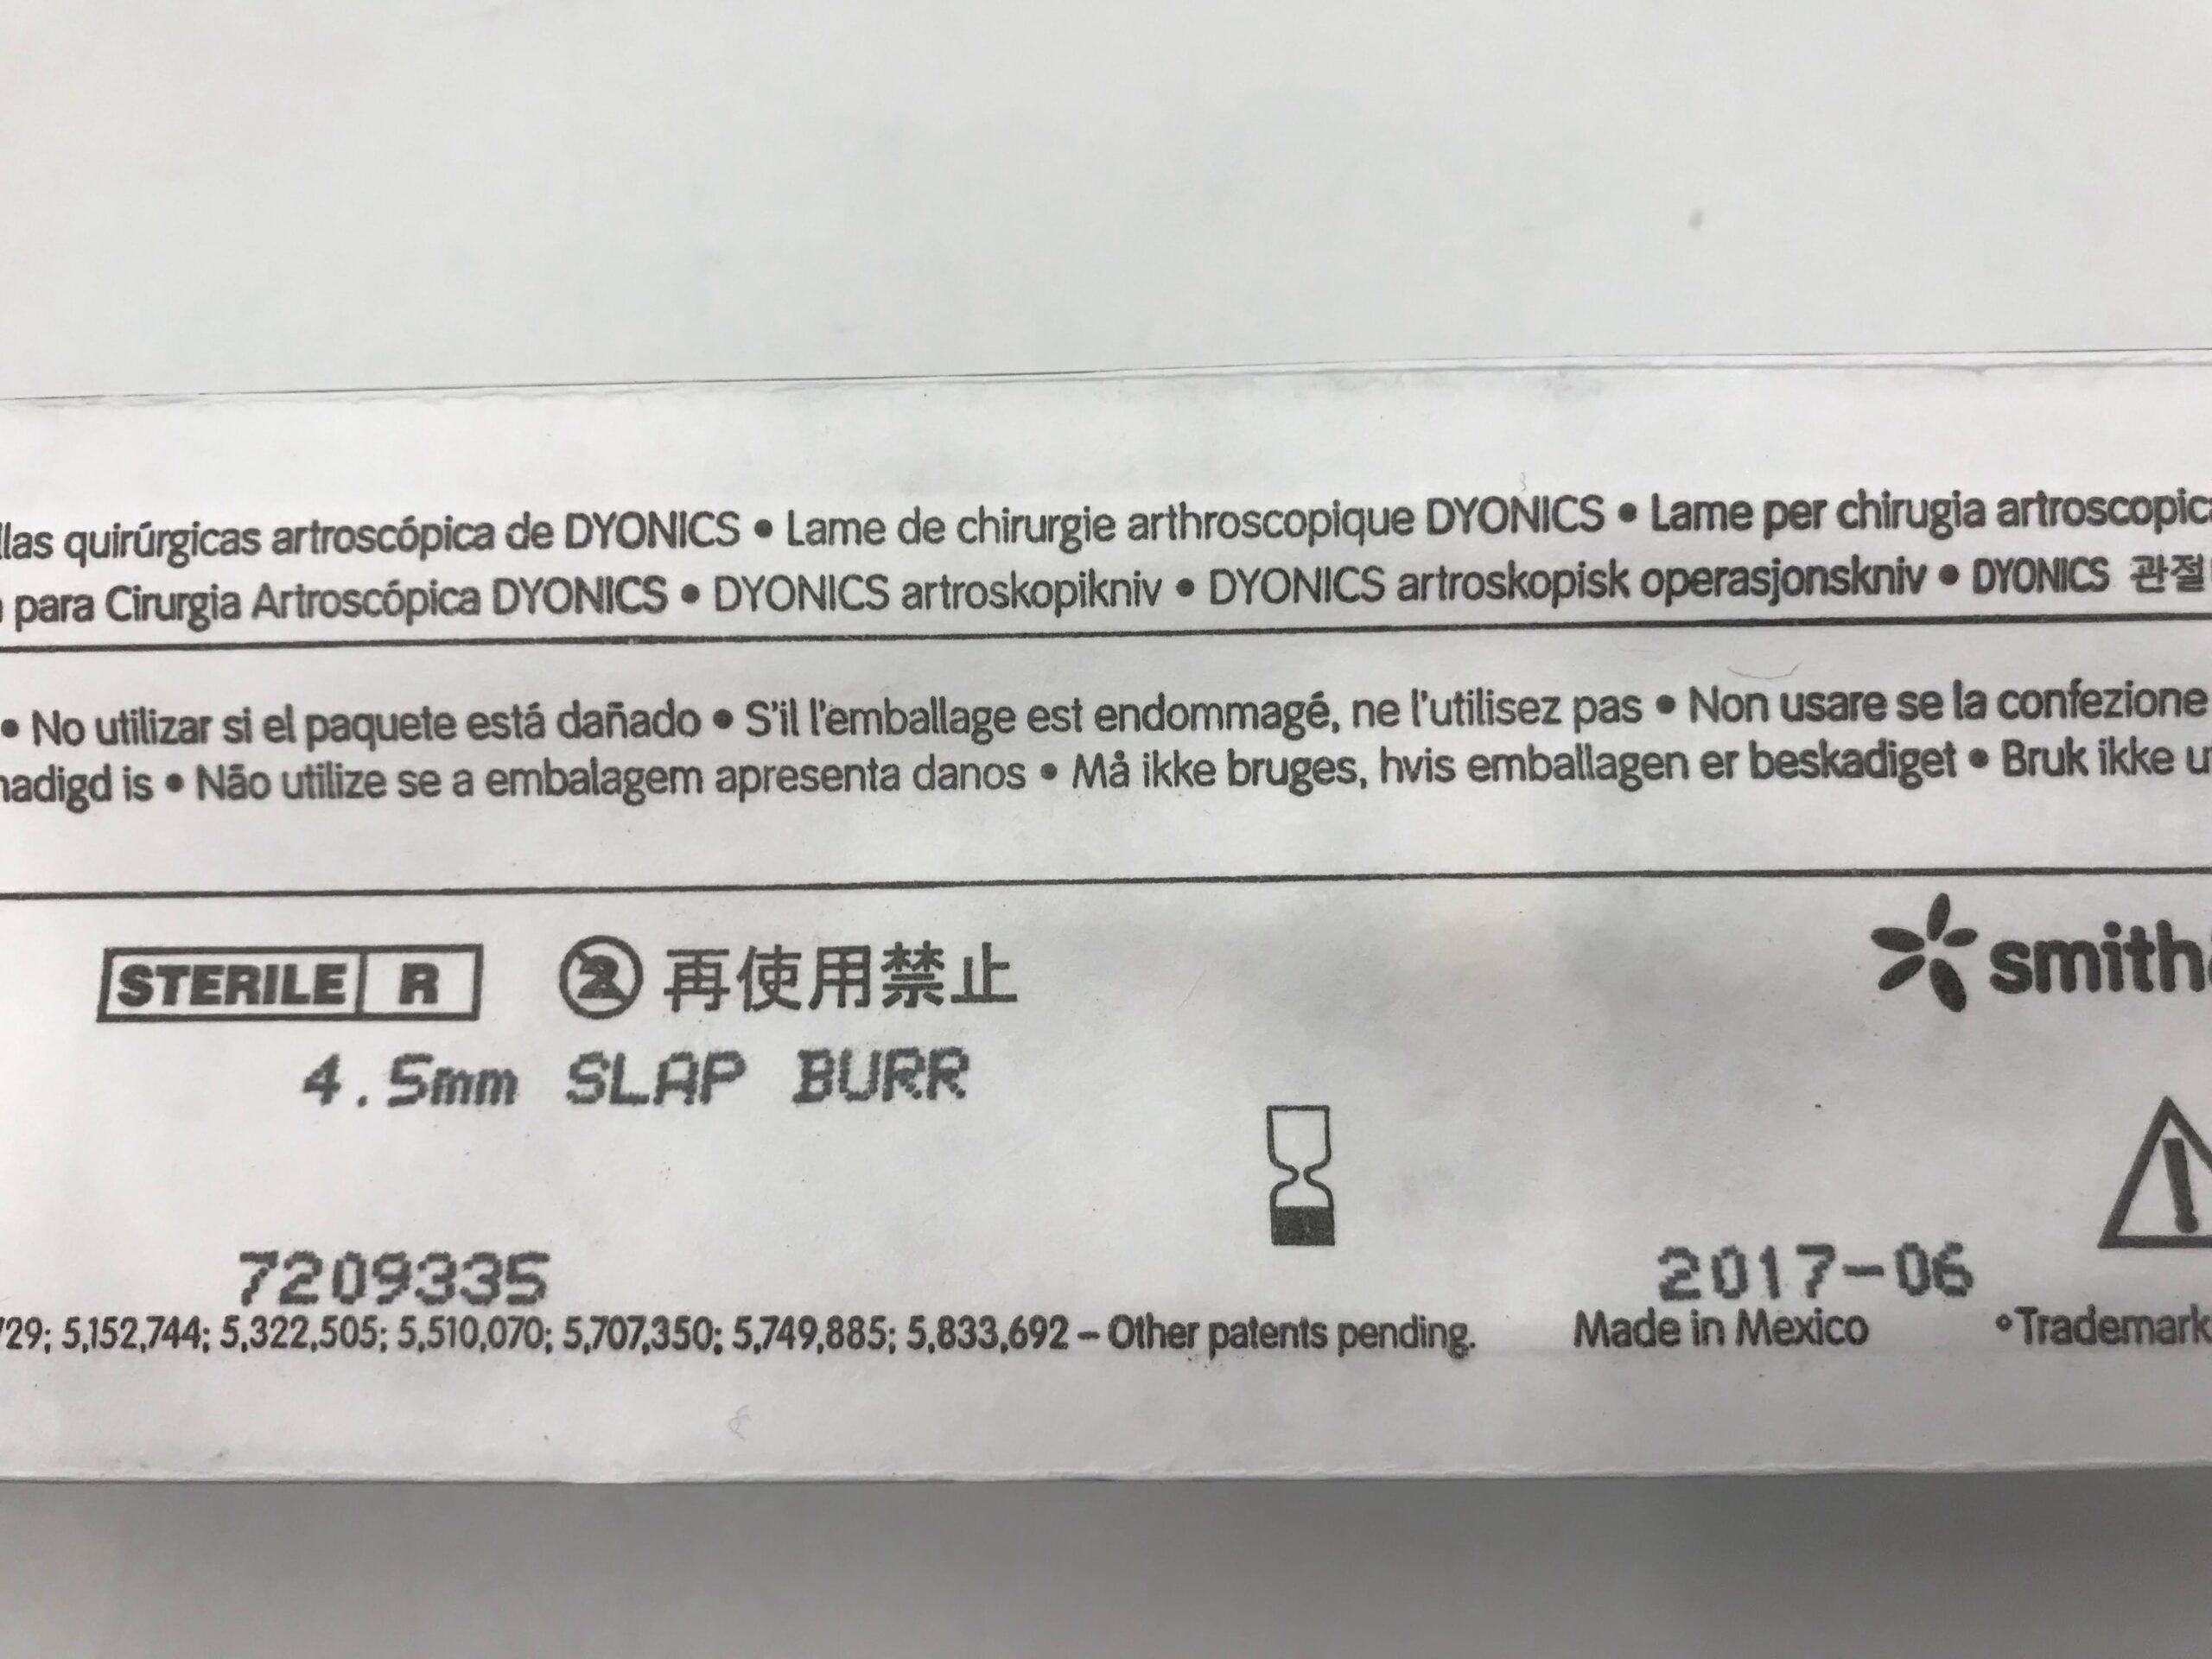 llas quirúrgicas artroscópica de DYONICS • Lame de chirurgie arthroscopique DYONICS • Lame per chirugia artroscopic
para Cirurgia Artroscópica DYONICS • DYONICS artroskopikniv • DYONICS artroskopisk operasjonskniv • DYONICS 관절
• No utilizar si el paquete está dañado • S'il l'emballage est endommagé, ne l'utilisez pas • Non usare se la confezione
adigd is • Não utilize se a embalagem apresenta danos • Må ikke bruges, hvis emballagen er beskadiget • Bruk ikke u
STERILE R 2 再使用禁止 smith
4.5mm SLAP BURR
7209335 2017-06
729; 5,152,744; 5,322,505; 5,510,070; 5,707,350; 5,749,885; 5,833,692 – Other patents pending. Made in Mexico °Trademark